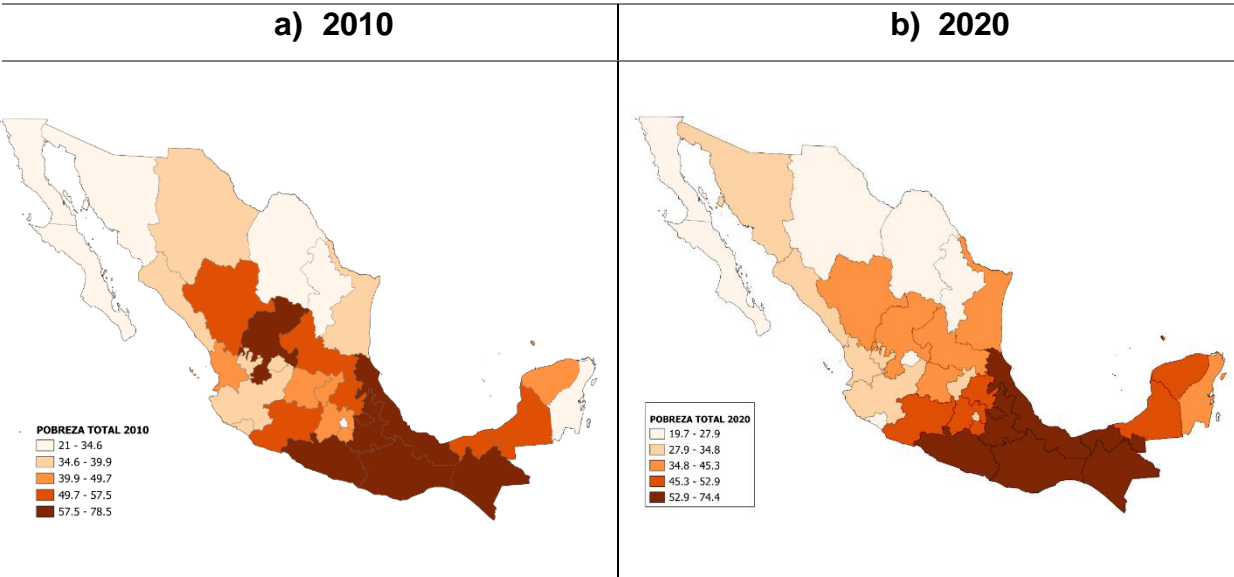 a) 2010
b) 2020
POBREZA TOTAL 2010
21 - 34.6
34.6 - 39.9
39.9 - 49.7
49.7 - 57.5
57.5 - 78.5
POBREZA TOTAL 2020
19.7 - 27.9
27.9 - 34.8
34.8 - 45.3
45.3 - 52.9
52.9 - 74.4